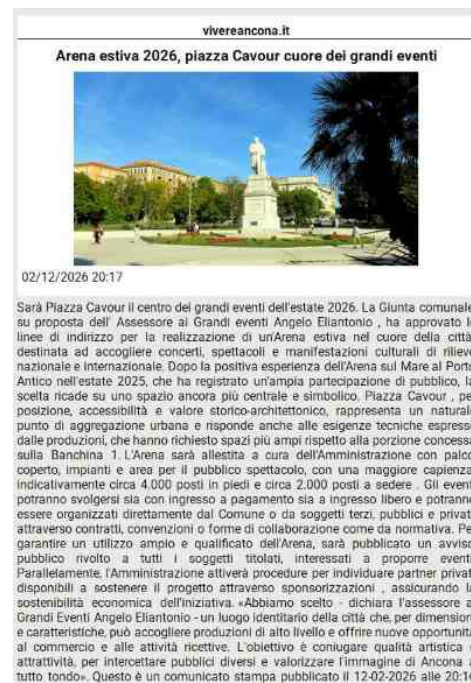 vivereancona.it
Arena estiva 2026, piazza Cavour cuore dei grandi eventi
02/12/2026 20:17
Sarà Piazza Cavour il centro dei grandi eventi dell'estate 2026. La Giunta comunale
su proposta dell' Assessore ai Grandi eventi Angelo Eliantonio , ha approvato l
linee di indirizzo per la realizzazione di un'Arena estiva nel cuore della città
destinata ad accogliere concerti, spettacoli e manifestazioni culturali di riliev
nazionale e internazionale. Dopo la positiva esperienza dell'Arena sul Mare al Porto
Antico nell'estate 2025, che ha registrato un'ampia partecipazione di pubblico, la
scelta ricade su uno spazio ancora più centrale e simbolico. Piazza Cavour , pe
posizione, accessibilità e valore storico-architettonico, rappresenta un natural
punto di aggregazione urbana e risponde anche alle esigenze tecniche espress
dalle produzioni, che hanno richiesto spazi più ampi rispetto alla porzione concess
sulla Banchina 1. L'Arena sarà allestita a cura dell'Amministrazione con palco
coperto, impianti e area per il pubblico spettacolo, con una maggiore capienza
indicativamente circa 4.000 posti in piedi e circa 2.000 posti a sedere . Gli event
potranno svolgersi sia con ingresso a pagamento sia a ingresso libero e potranno
essere organizzati direttamente dal Comune o da soggetti terzi, pubblici e privat
attraverso contratti, convenzioni o forme di collaborazione come da normativa. Pe
garantire un utilizzo ampio e qualificato dell'Arena, sarà pubblicato un avviso
pubblico rivolto a tutti i soggetti titolati, interessati a proporre event
Parallelamente, l'Amministrazione attiverà procedure per individuare partner privat
disponibili a sostenere il progetto attraverso sponsorizzazioni , assicurando la
sostenibilità economica dell'iniziativa. «Abbiamo scelto - dichiara l'assessore a
Grandi Eventi Angelo Eliantonio - un luogo identitario della città che, per dimension
e caratteristiche, può accogliere produzioni di alto livello e offrire nuove opportunit
al commercio e alle attività ricettive. L'obiettivo è coniugare qualità artistica
attrattività, per intercettare pubblici diversi e valorizzare l'immagine di Ancona
tutto tondo». Questo è un comunicato stampa pubblicato il 12-02-2026 alle 20:1